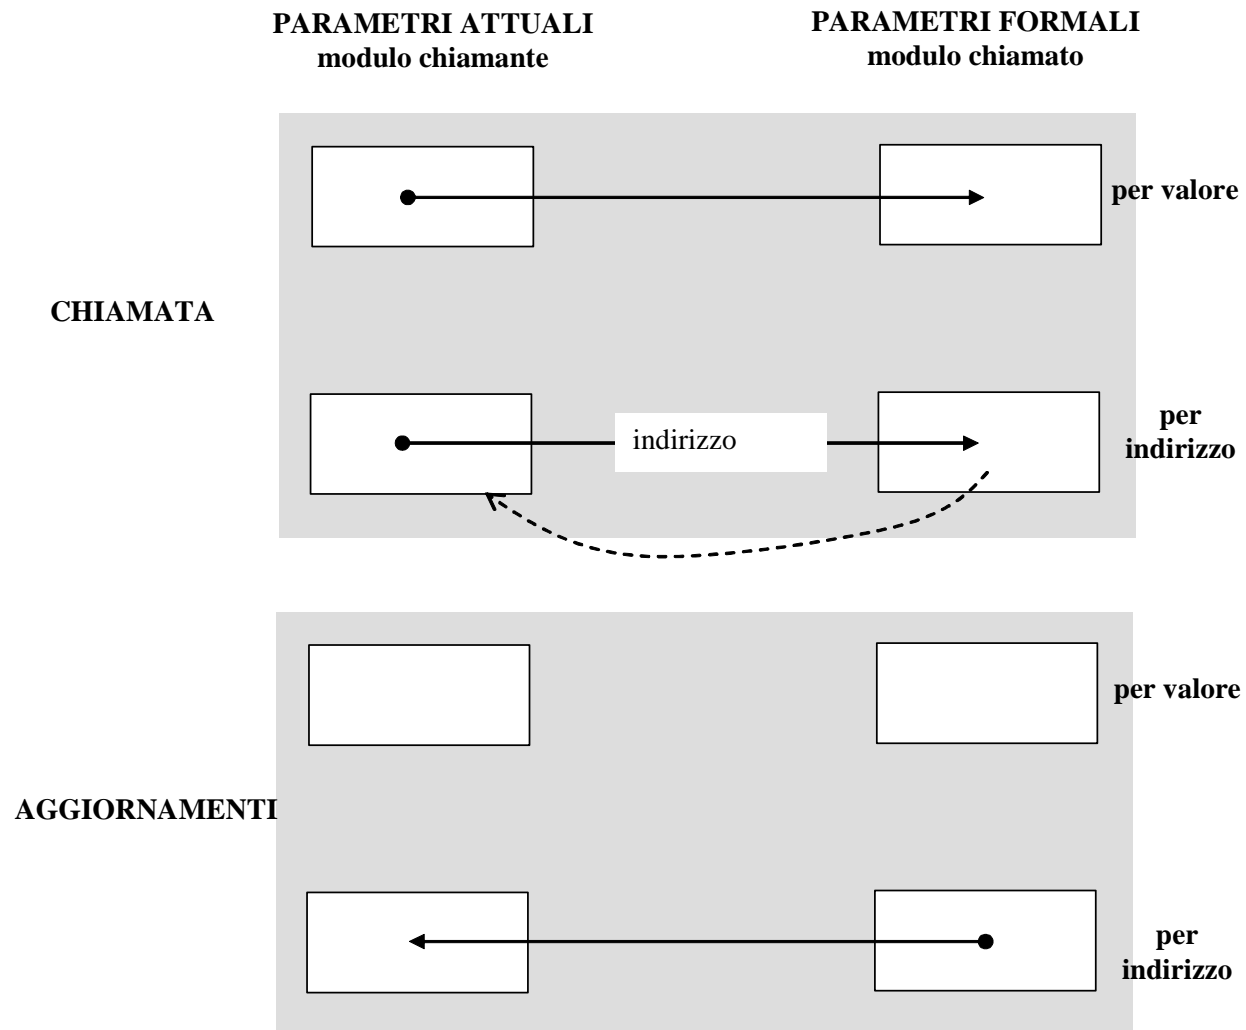 PARAMETRI ATTUALI
modulo chiamante
PARAMETRI FORMALI
modulo chiamato
per valore
CHIAMATA
per
indirizzo
indirizzo
per valore
AGGIORNAMENTI
per
indirizzo